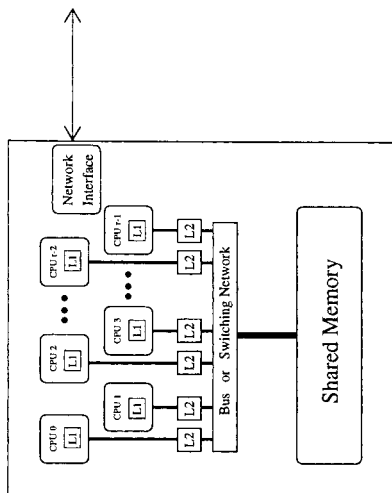 CPU 0
L1
CPU 2
L1
CPU r-2
L1
Network
Interface
CPU 1
L1
CPU 3
L1
CPU r-1
L1
L2
L2
L2
L2
L2
L2
Bus or Switching Network
Shared Memory